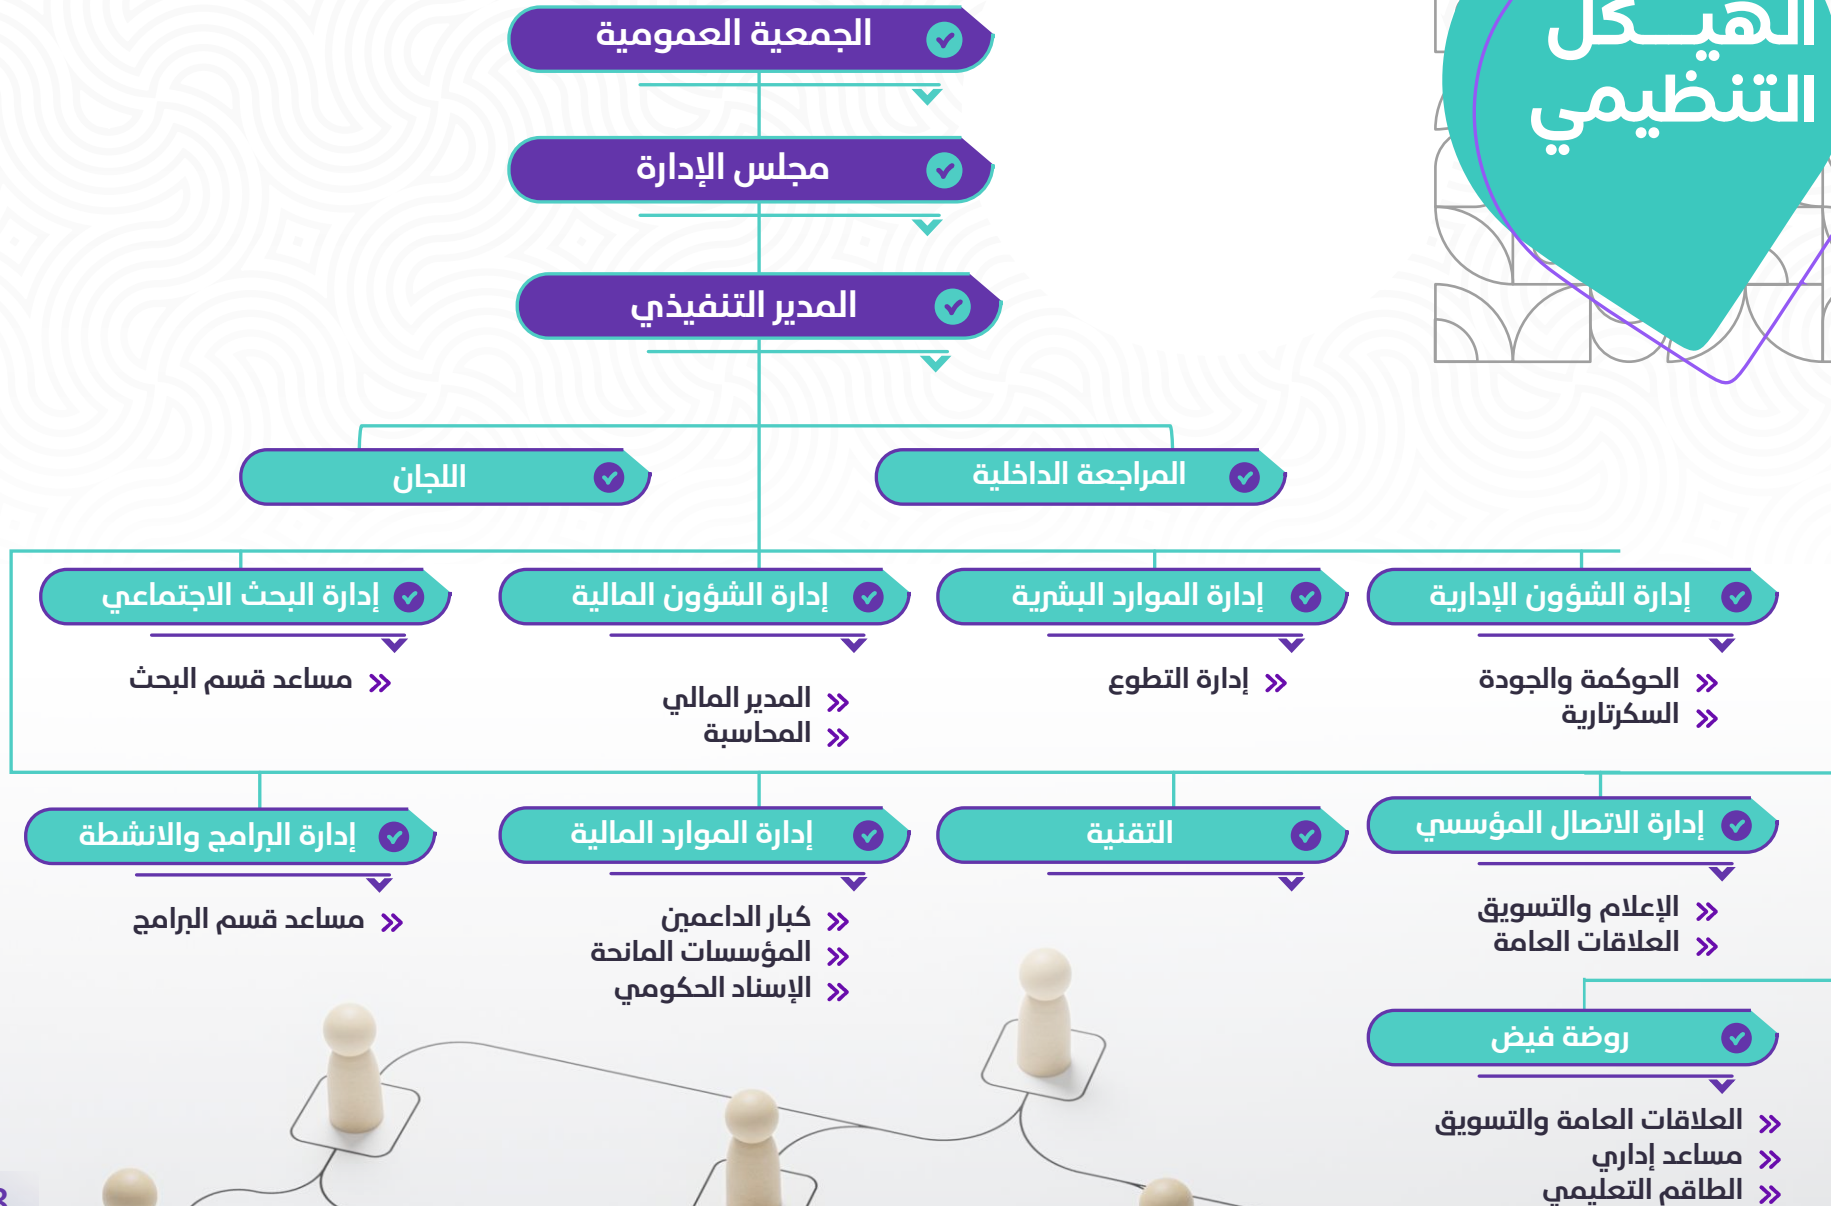 الهيكل
التنظيمي
الجمعية العمومية
مجلس الإدارة
المدير التنفيذي
المراجعة الداخلية
اللجان
إدارة الشؤون الإدارية
الحوكمة والجودة
السكرتارية
إدارة الموارد البشرية
إدارة التطوع
إدارة الشؤون المالية
المدير المالي
المحاسبة
إدارة البحث الاجتماعي
مساعد قسم البحث
إدارة الاتصال المؤسسي
الإعلام والتسويق
العلاقات العامة
التقنية
إدارة الموارد المالية
كبار الداعمين
المؤسسات المانحة
الإسناد الحكومي
إدارة البرامج والانشطة
مساعد قسم البرامج
روضة فيض
العلاقات العامة والتسويق
مساعد إداري
الطاقم التعليمي